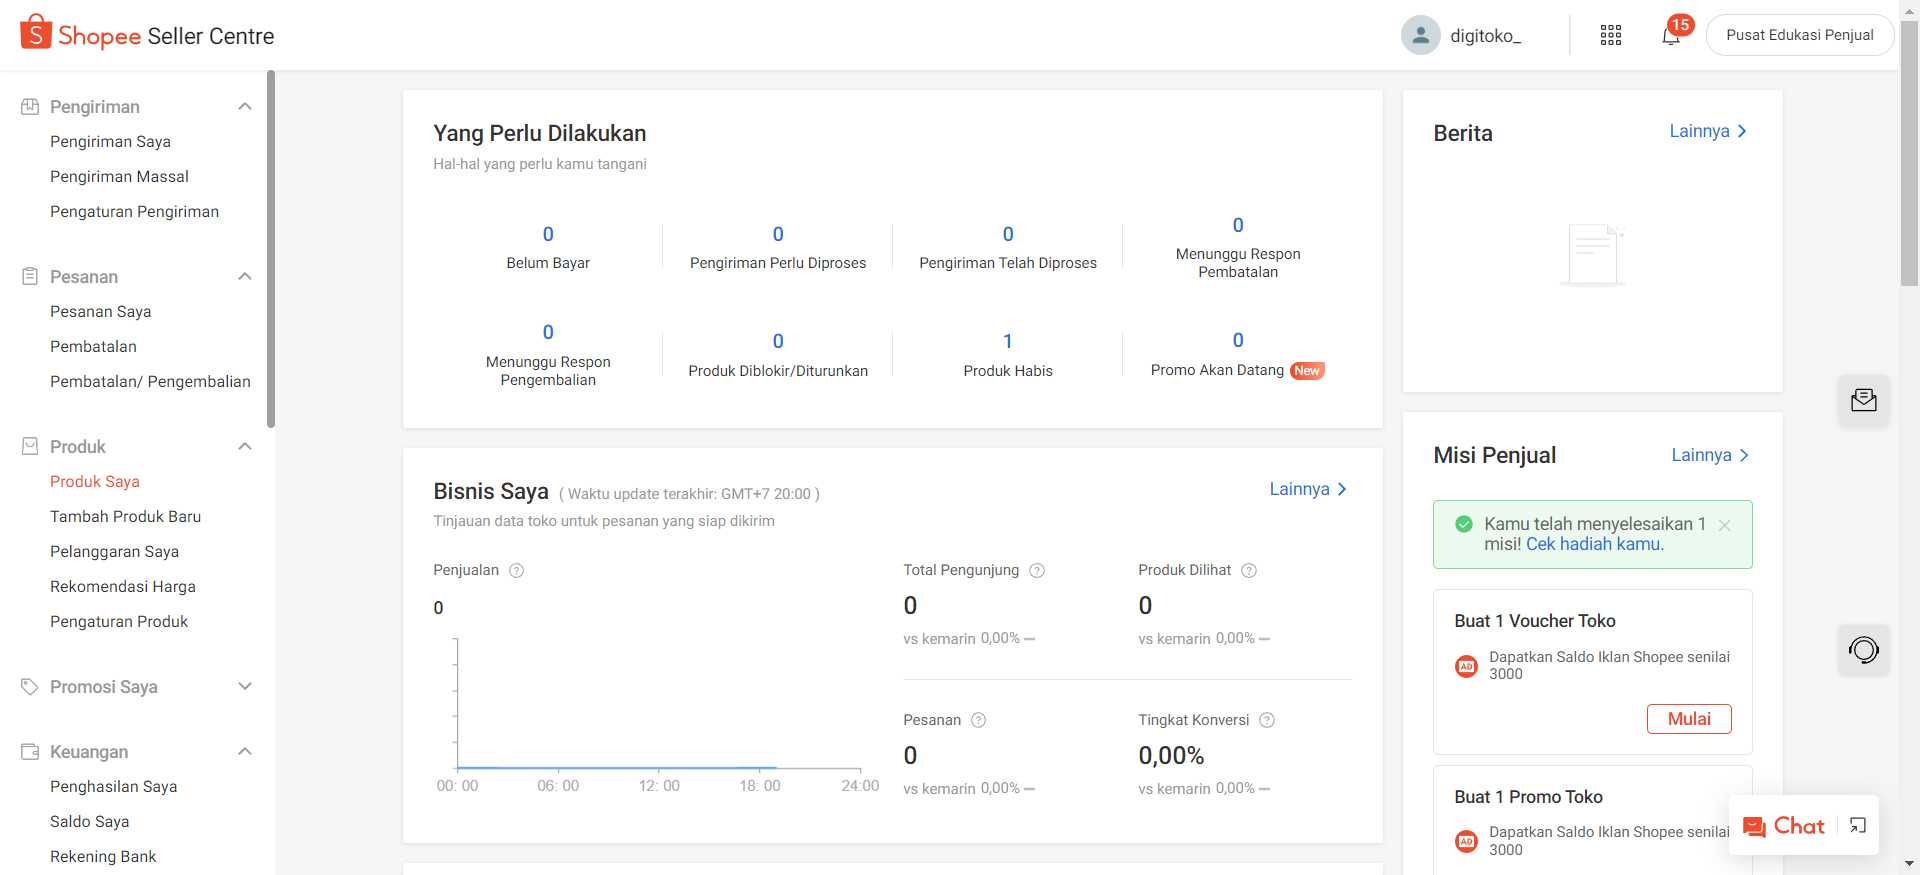 Shopee Seller Centre
digitoko_
15
Pusat Edukasi Penjual
Pengiriman
Pengiriman Saya
Pengiriman Massal
Pengaturan Pengiriman
Pesanan
Pesanan Saya
Pembatalan
Pembatalan/ Pengembalian
Produk
Produk Saya
Tambah Produk Baru
Pelanggaran Saya
Rekomendasi Harga
Pengaturan Produk
Promosi Saya
Keuangan
Penghasilan Saya
Saldo Saya
Rekening Bank
Yang Perlu Dilakukan
Hal-hal yang perlu kamu tangani
0
Belum Bayar
0
Pengiriman Perlu Diproses
0
Pengiriman Telah Diproses
0
Menunggu Respon
Pembatalan
0
Menunggu Respon
Pengembalian
0
Produk Diblokir/Diturunkan
1
Produk Habis
0
Promo Akan Datang New
Bisnis Saya ( Waktu update terakhir: GMT+7 20:00 )
Lainnya
Tinjauan data toko untuk pesanan yang siap dikirim
Penjualan ?
0
00: 00 06: 00 12: 00 18: 00 24:00
Total Pengunjung ?
0
vs kemarin 0,00%
Produk Dilihat ?
0
vs kemarin 0,00%
Pesanan ?
0
vs kemarin 0,00%
Tingkat Konversi ?
0,00%
vs kemarin 0,00%
Berita
Lainnya
Misi Penjual
Lainnya
Kamu telah menyelesaikan 1
misi! Cek hadiah kamu.
Buat 1 Voucher Toko
AD
Dapatkan Saldo Iklan Shopee senilai
3000
Mulai
Buat 1 Promo Toko
AD
Dapatkan Saldo Iklan Shopee senilai
3000
Chat